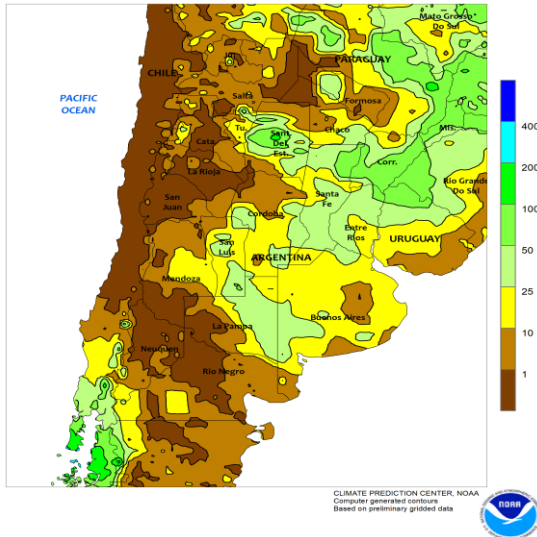 Mato Grosso
Do Sul
Juj
PARAGUAY
CHILE
PACIFIC
OCEAN
Salta
Formosa
Tu.
Sant.
Del
Est.
Chaco
Mis.
Cata.
Corr.
La Rioja
Rio Grande
Do Sul
San
Juan
Santa
Fe
Cordoba
Entre
Rios
URUGUAY
San
Luis
ARGENTINA
Mendoza
Buenos Aires
La Pampa
Neuquen
Rio Negro
400
200
100
50
25
10
1
CLIMATE PREDICTION CENTER, NOAA
Computer generated contours
Based on preliminary gridded data
NOAA